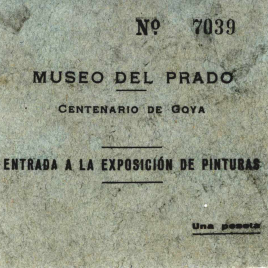 Nº 7039
MUSEO DEL PRADO
CENTENARIO DE GOYA
ENTRADA A LA EXPOSICIÓN DE PINTURAS
Una peseta